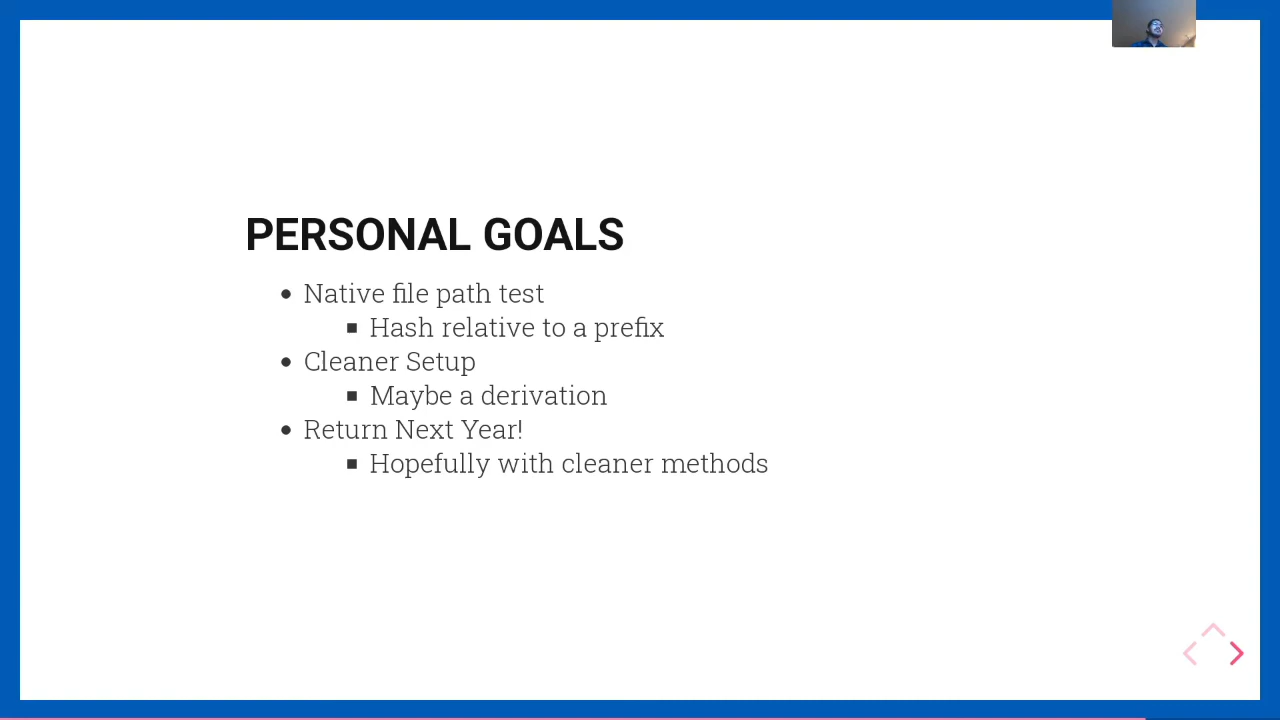 PERSONAL GOALS
Native file path test
Hash relative to a prefix
Cleaner Setup
Maybe a derivation
Return Next Year!
Hopefully with cleaner methods